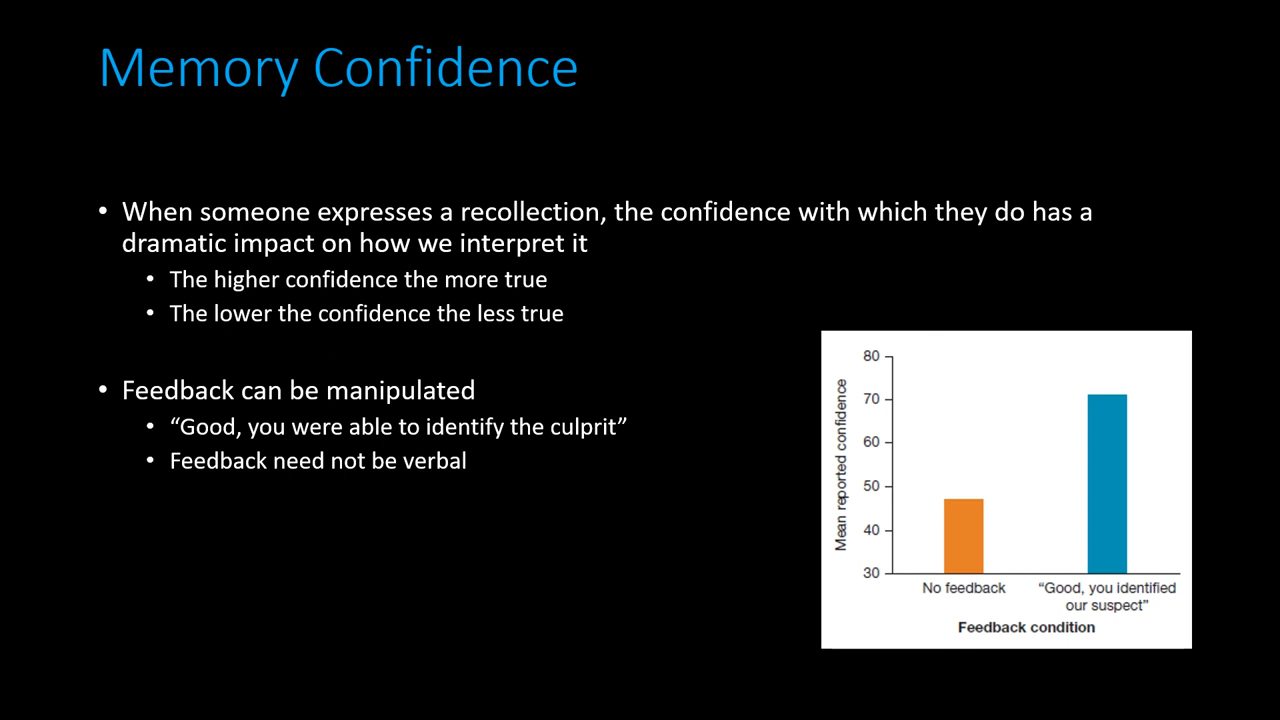 Memory Confidence
• When someone expresses a recollection, the confidence with which they do has a
dramatic impact on how we interpret it
• The higher confidence the more true
• The lower the confidence the less true
• Feedback can be manipulated
• “Good, you were able to identify the culprit”
• Feedback need not be verbal
Mean reported confidence
80
70
60
50
40
30
No feedback
“Good, you identified
our suspect”
Feedback condition